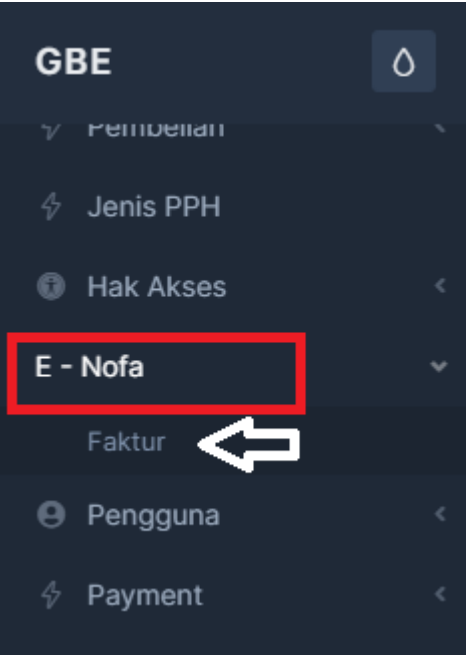 GBE
Pembelian
Jenis PPH
Hak Akses
E - Nofa
Faktur
Pengguna
Payment